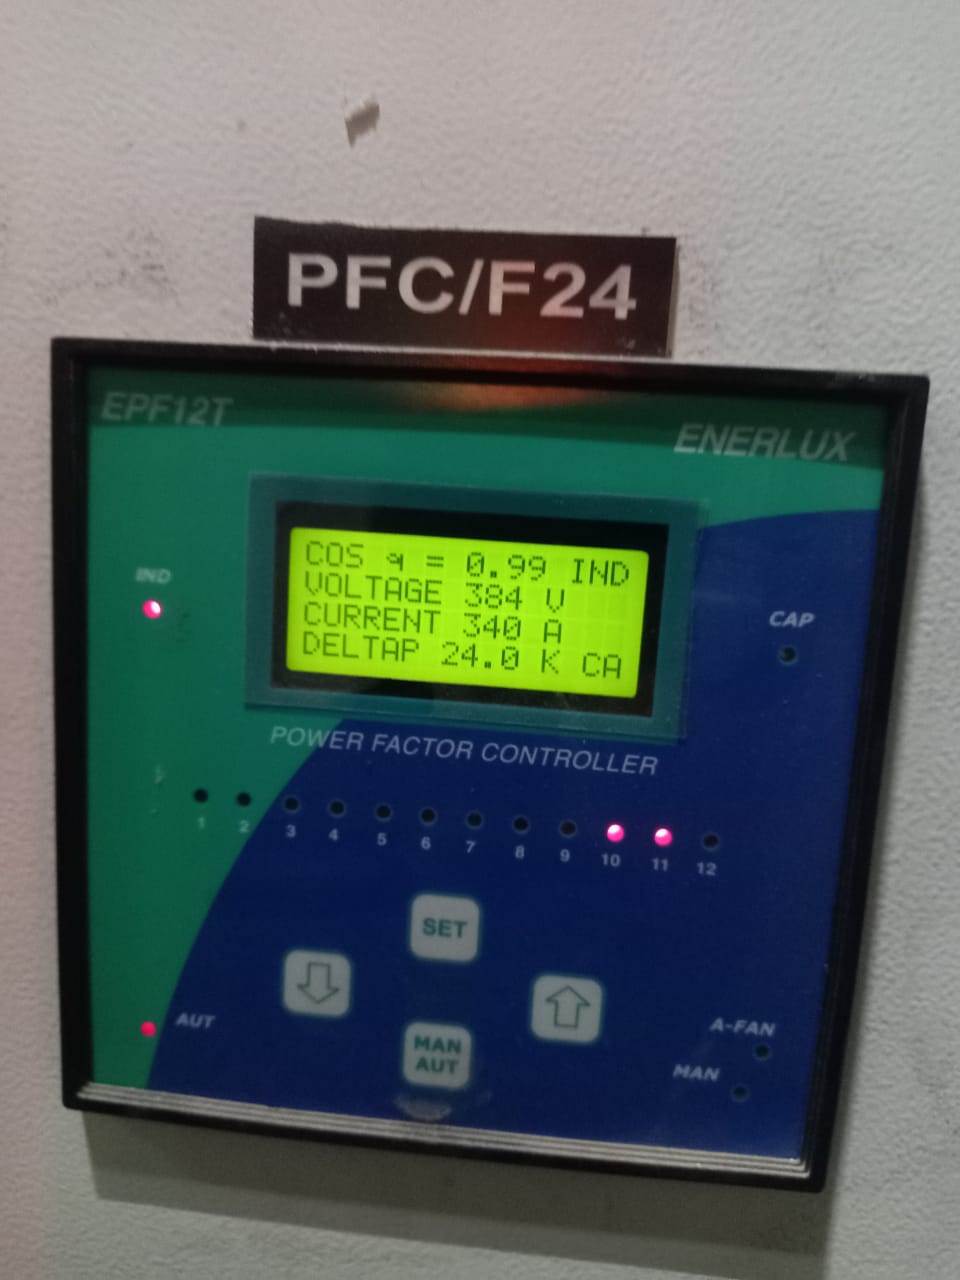 PFC/F24
EPF12T
ENERLUX
COS φ = 0.99 IND
VOLTAGE 384 V
CURRENT 340 A
DELTAP 24.0 K CA
IND
CAP
POWER FACTOR CONTROLLER
1 2 3 4 5 6 7 8 9 10 11 12
SET
AUT
MAN
AUT
A-FAN
MAN